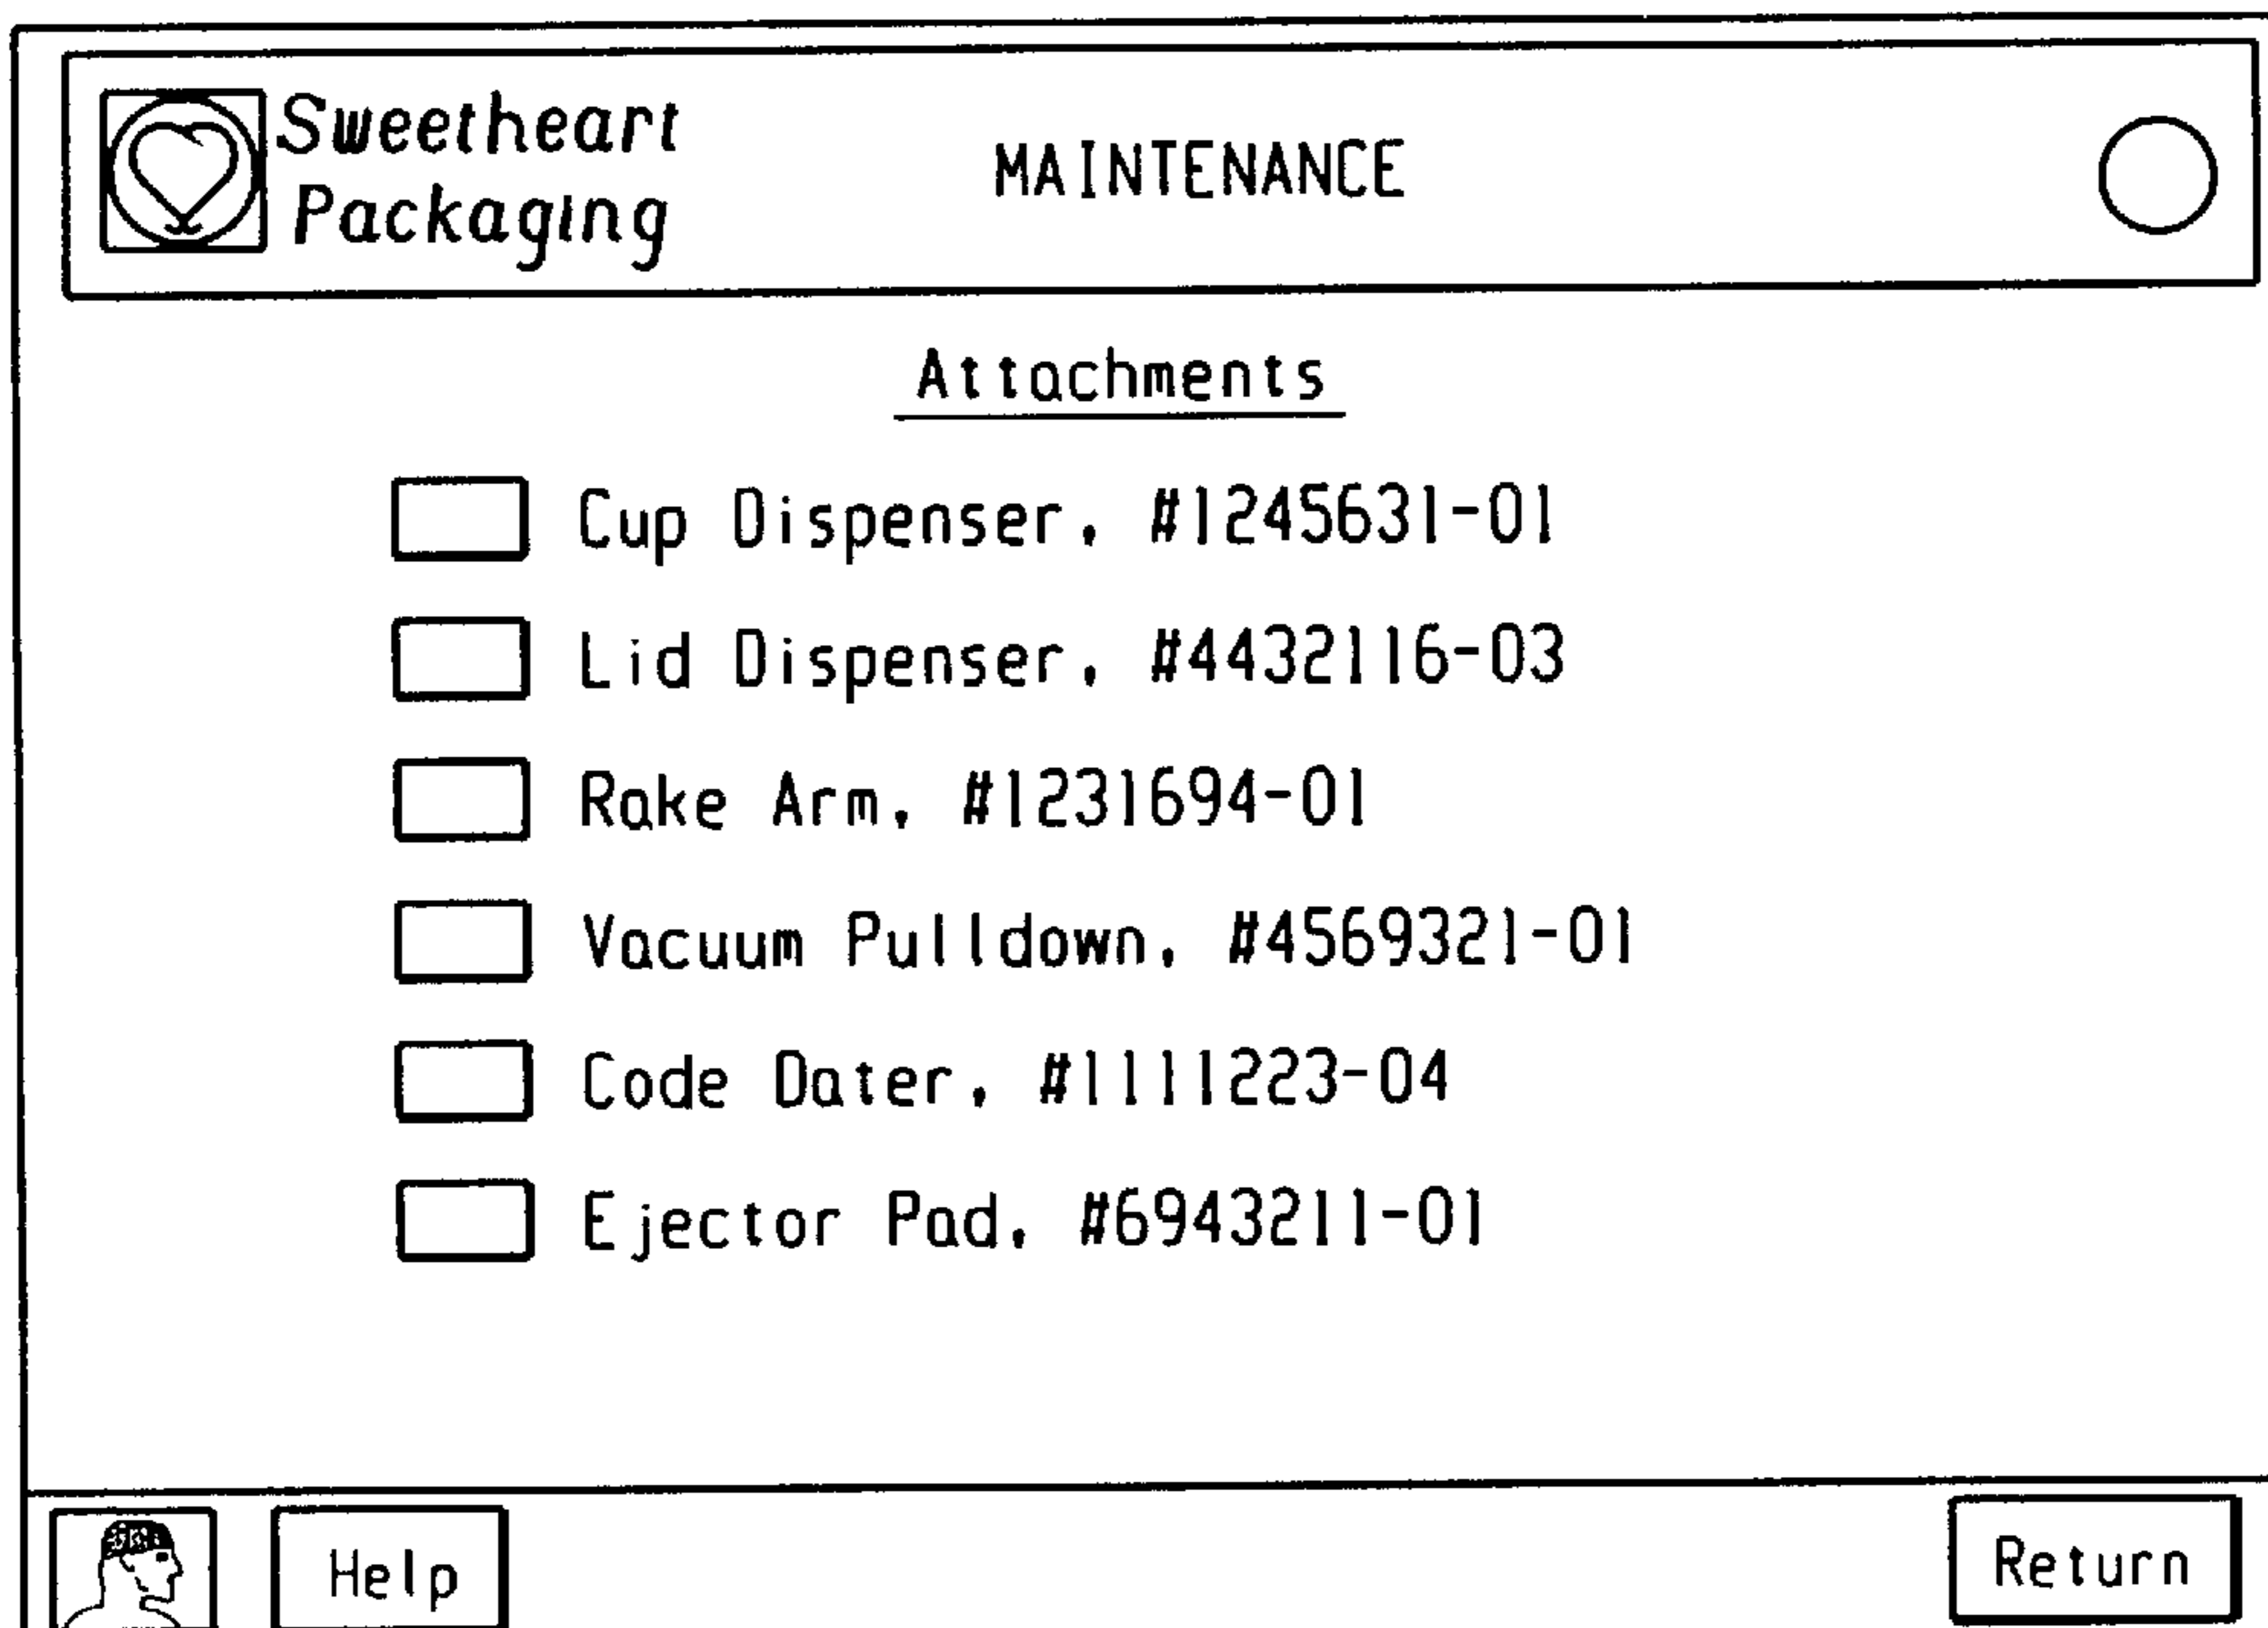 Sweetheart
Packaging
MAINTENANCE
Attachments
Cup Dispenser, #1245631-01
Lid Dispenser, #4432116-03
Rake Arm, #1231694-01
Vacuum Pulldown, #4569321-01
Code Dater, #1111223-04
Ejector Pad, #6943211-01
Help
Return